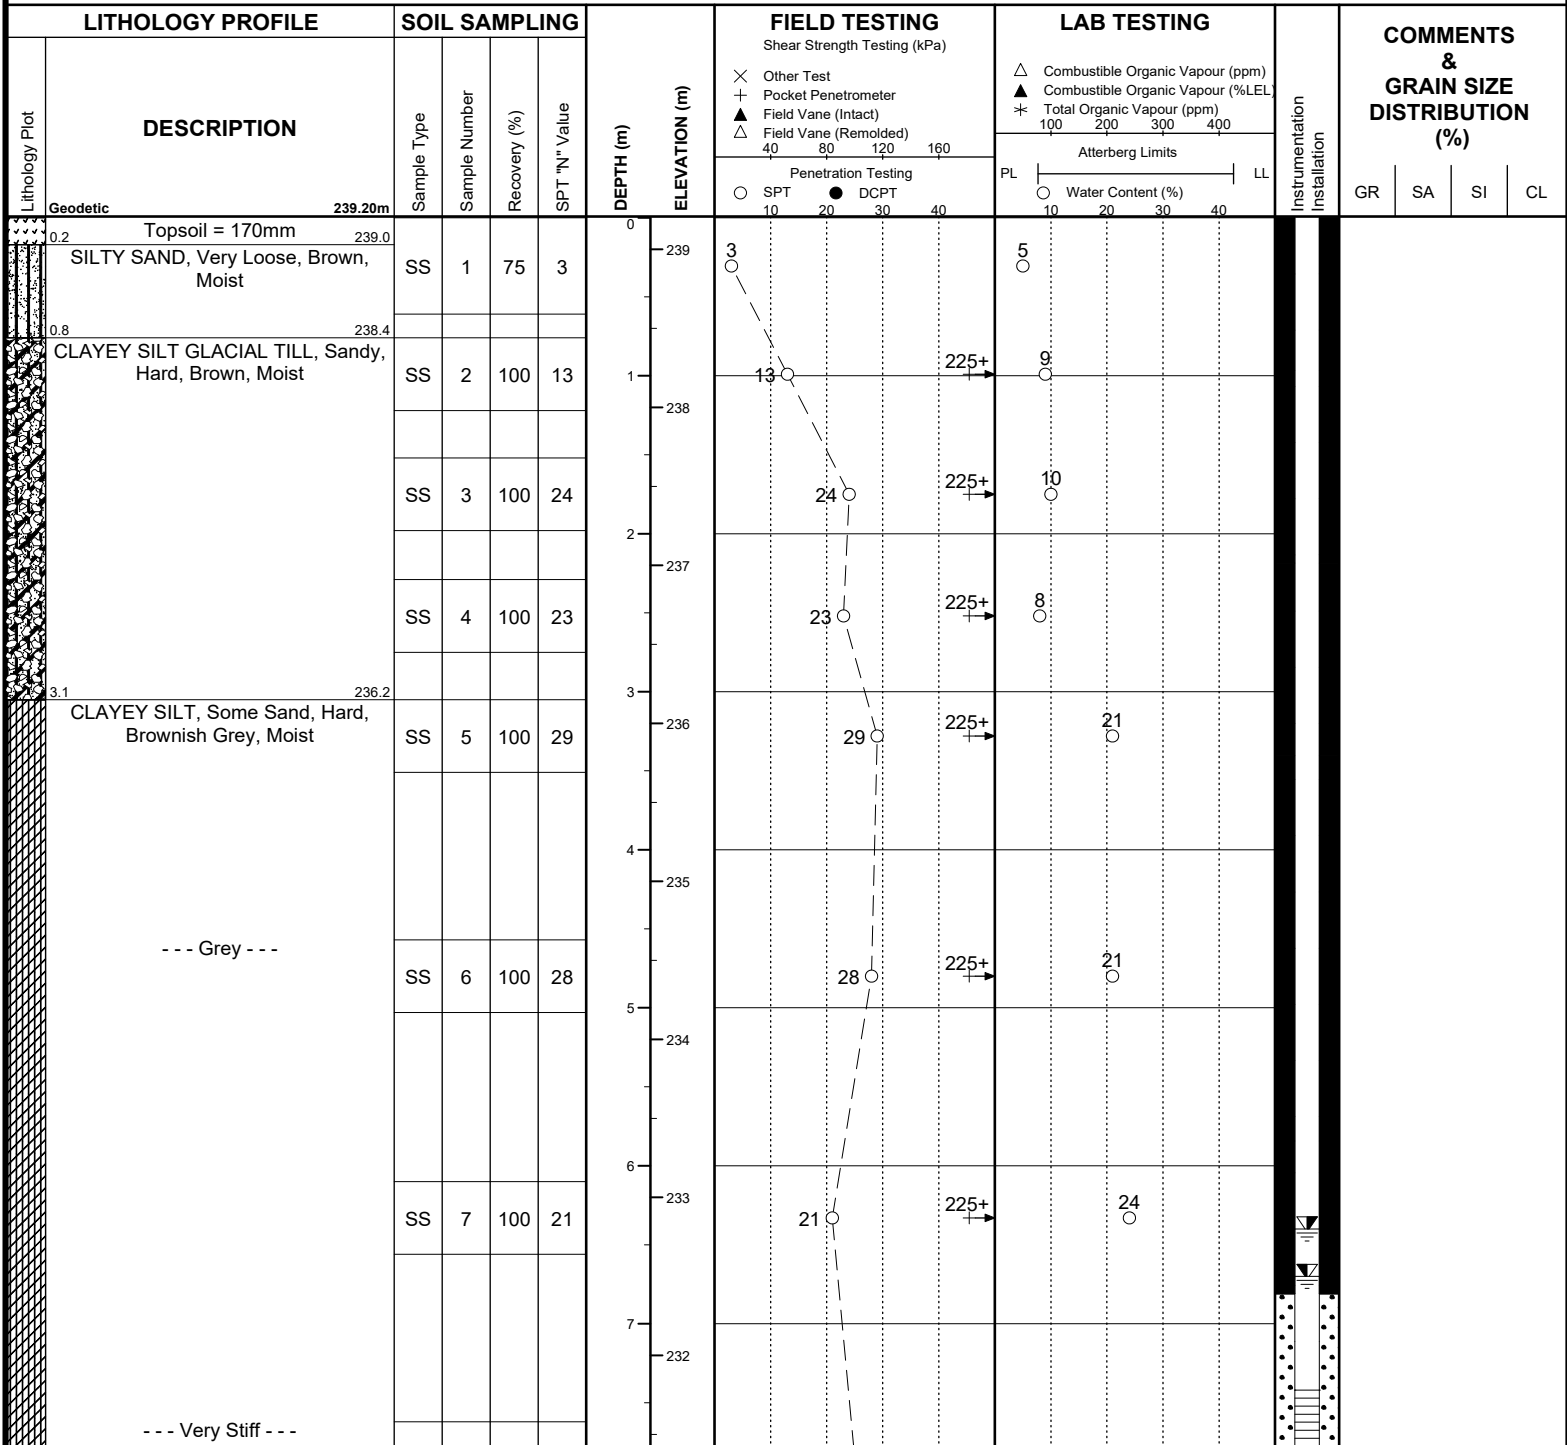 LITHOLOGY PROFILE
SOIL SAMPLING
FIELD TESTING
LAB TESTING
Shear Strength Testing (kPa)
Other Test
Pocket Penetrometer
Field Vane (Intact)
Field Vane (Remolded)
40 80 120 160
Penetration Testing
SPT DCPT
10 20 30 40
Combustible Organic Vapour (ppm)
Combustible Organic Vapour (%LEL)
Total Organic Vapour (ppm)
100 200 300 400
Atterberg Limits
PL LL
Water Content (%)
10 20 30 40
COMMENTS
&
GRAIN SIZE
DISTRIBUTION
(%)
GR SA SI CL
Lithology Plot
DESCRIPTION
Geodetic 239.20m
Sample Type
Sample Number
Recovery (%)
SPT "N" Value
DEPTH (m)
ELEVATION (m)
Instrumentation
Installation
Topsoil = 170mm
0.2 239.0
SILTY SAND, Very Loose, Brown,
Moist
0.8 238.4
CLAYEY SILT GLACIAL TILL, Sandy,
Hard, Brown, Moist
3.1 236.2
CLAYEY SILT, Some Sand, Hard,
Brownish Grey, Moist
- - - Grey - - -
- - - Very Stiff - - -
SS 1 75 3
SS 2 100 13
SS 3 100 24
SS 4 100 23
SS 5 100 29
SS 6 100 28
SS 7 100 21
0
1
2
3
4
5
6
7
239
238
237
236
235
234
233
232
3 5
13 225+ 9
24 225+ 10
23 225+ 8
29 225+ 21
28 225+ 21
21 225+ 24